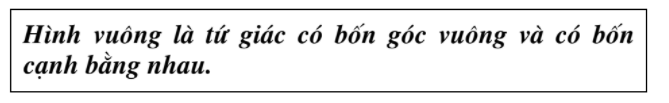 Hình vuông là tứ giác có bốn góc vuông và có bốn
cạnh bằng nhau.